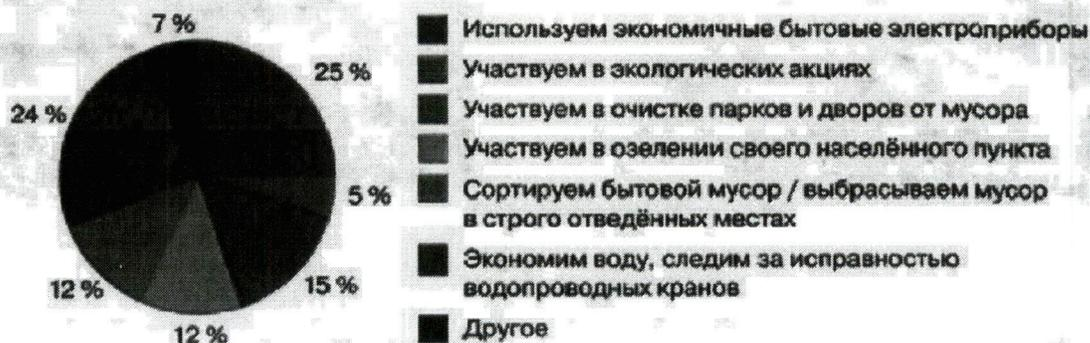 7 %
25 %
24 %
5 %
12 %
15 %
12 %
Используем экономичные бытовые электроприборы
Участвуем в экологических акциях
Участвуем в очистке парков и дворов от мусора
Участвуем в озелении своего населённого пункта
Сортируем бытовой мусор / выбрасываем мусор
в строго отведённых местах
Экономим воду, следим за исправностью
водопроводных кранов
Другое